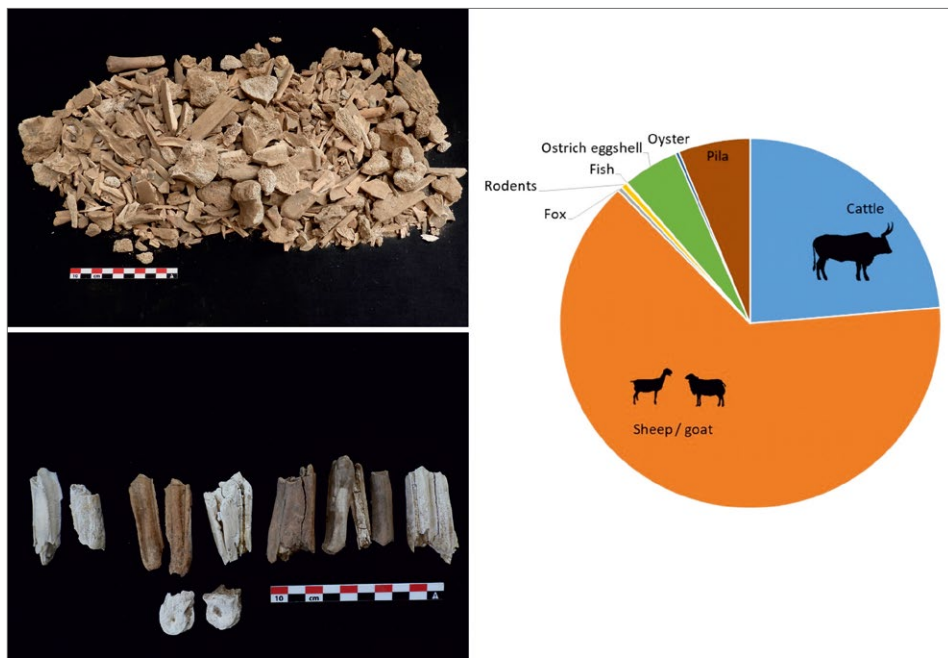 10 cm A
10 cm A
Oyster
Ostrich eggshell
Pila
Fish
Rodents
Fox
Cattle
Sheep / goat